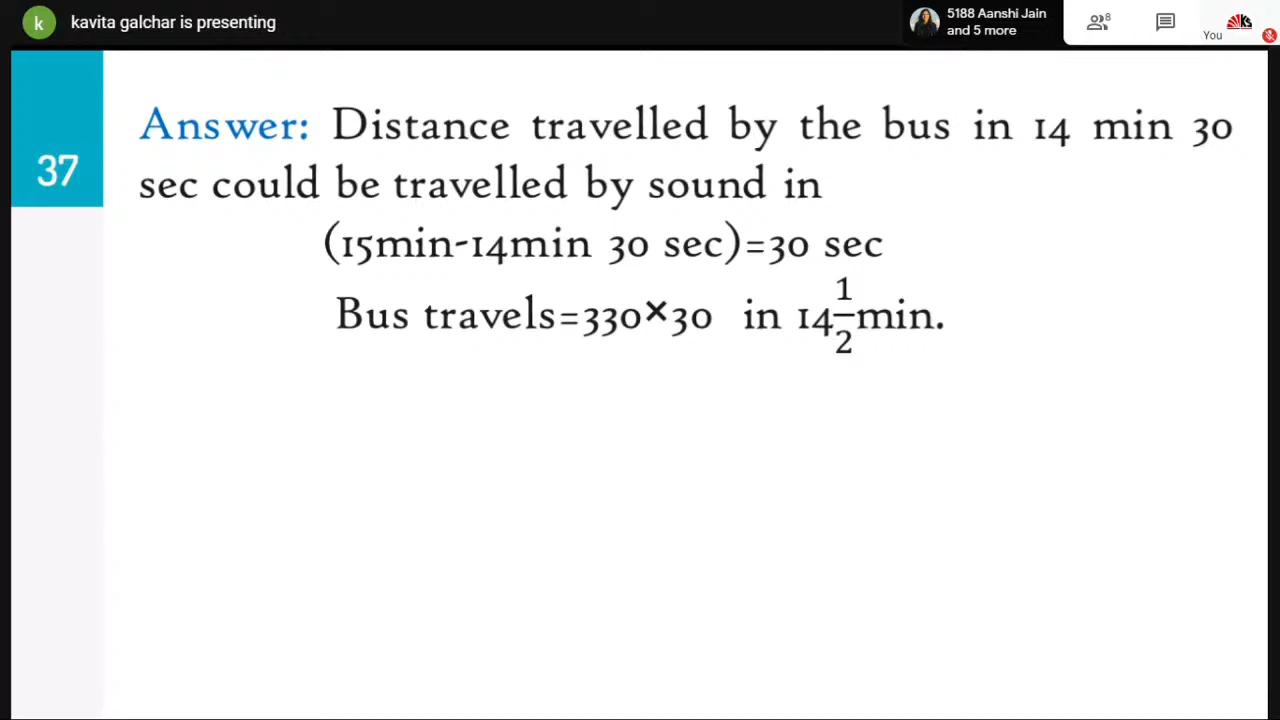 k kavita galchar is presenting
5188 Aanshi Jain
and 5 more
8
ks
You
37
Answer: Distance travelled by the bus in 14 min 30
sec could be travelled by sound in
(15min-14min 30 sec)=30 sec
Bus travels=330×30 in 14½min.